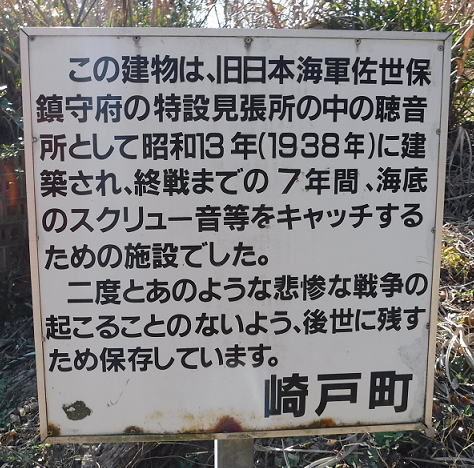 この建物は、旧日本海軍佐世保
鎮守府の特設見張所の中の聴音
所として昭和13年(1938年)に建
築され、終戦までの7年間、海底
のスクリュー音等をキャッチする
ための施設でした。
二度とあのような悲惨な戦争の
起こることのないよう、後世に残す
ため保存しています。
崎戸町